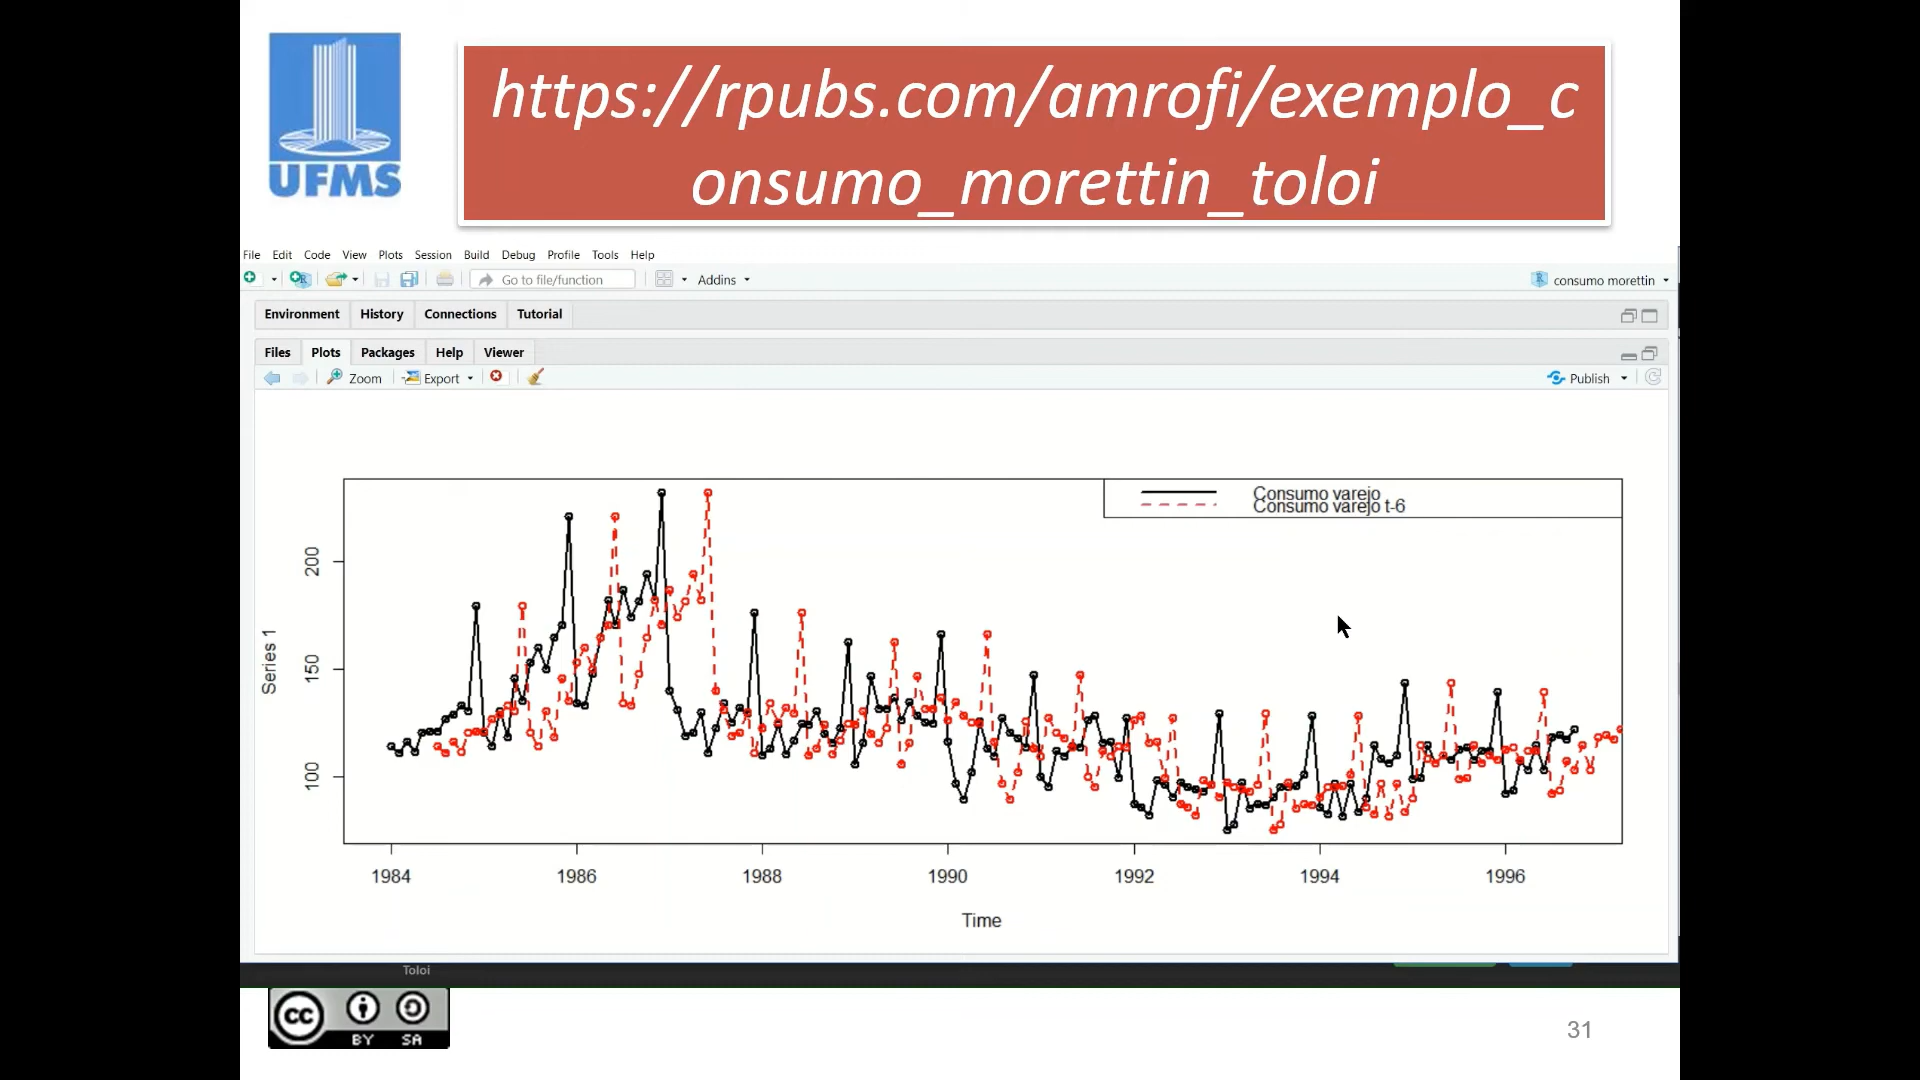 https://rpubs.com/amrofi/exemplo_c
onsumo_morettin_toloi
UFMS
File Edit Code View Plots Session Build Debug Profile Tools Help
Go to file/function Addins consumo morettin
Environment History Connections Tutorial
Files Plots Packages Help Viewer
Zoom Export Publish
Consumo varejo
Consumo varejo t-6
Series 1
200
150
100
1984 1986 1988 1990 1992 1994 1996
Time
Toloi
CC BY SA
31